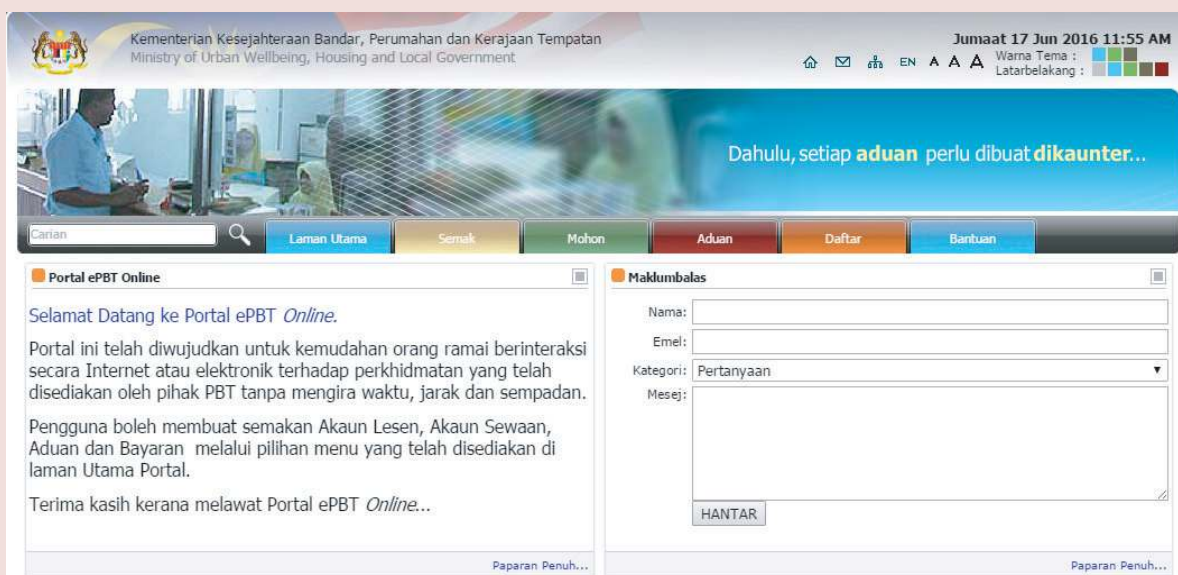 Kementerian Kesejahteraan Bandar, Perumahan dan Kerajaan Tempatan
Ministry of Urban Wellbeing, Housing and Local Government
Jumaat 17 Jun 2016 11:55 AM
EN A A A Warna Tema :
Latarbelakang :
Dahulu, setiap aduan perlu dibuat dikaunter...
Carian
Laman Utama
Semak
Mohon
Aduan
Daftar
Bantuan
Portal ePBT Online
Selamat Datang ke Portal ePBT Online.
Portal ini telah diwujudkan untuk kemudahan orang ramai berinteraksi
secara Internet atau elektronik terhadap perkhidmatan yang telah
disediakan oleh pihak PBT tanpa mengira waktu, jarak dan sempadan.
Pengguna boleh membuat semakan Akaun Lesen, Akaun Sewaan,
Aduan dan Bayaran melalui pilihan menu yang telah disediakan di
laman Utama Portal.
Terima kasih kerana melawat Portal ePBT Online...
Paparan Penuh...
Maklumbalas
Nama:
Emel:
Kategori: Pertanyaan
Mesej:
HANTAR
Paparan Penuh...